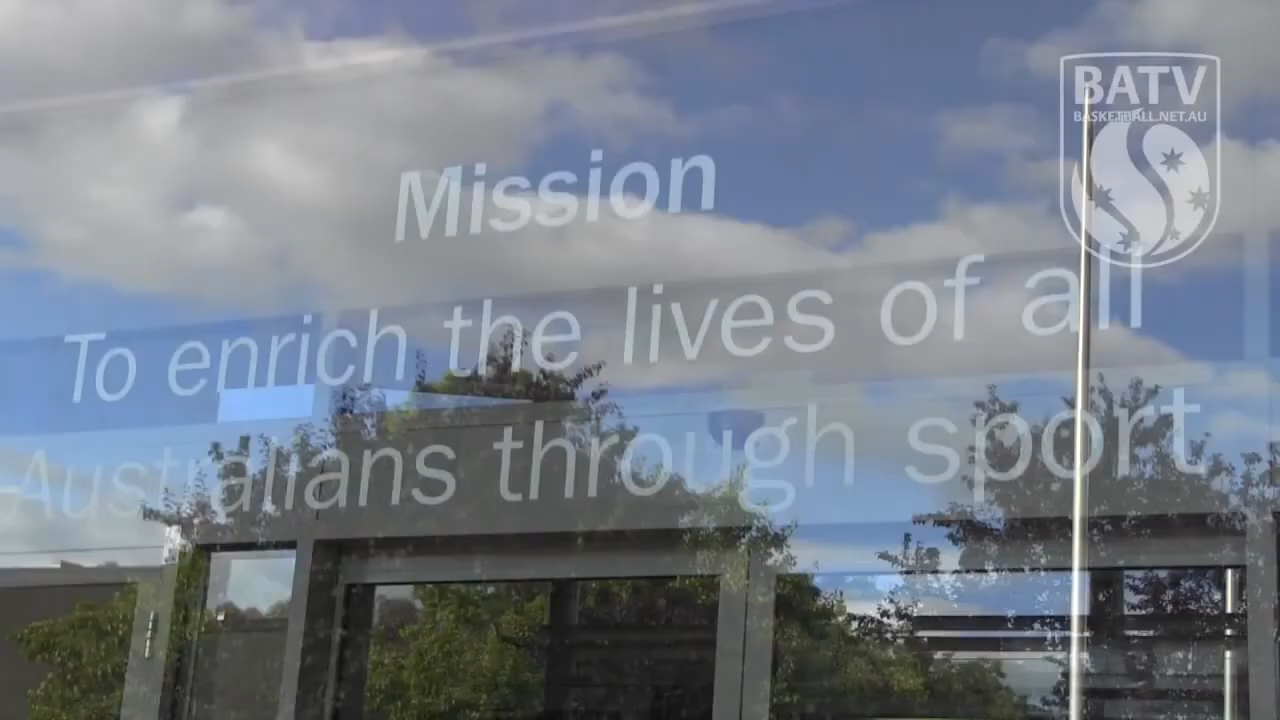 BATV
BASKETBALL.NET.AU
Mission
To enrich the lives of all
Australians through sport